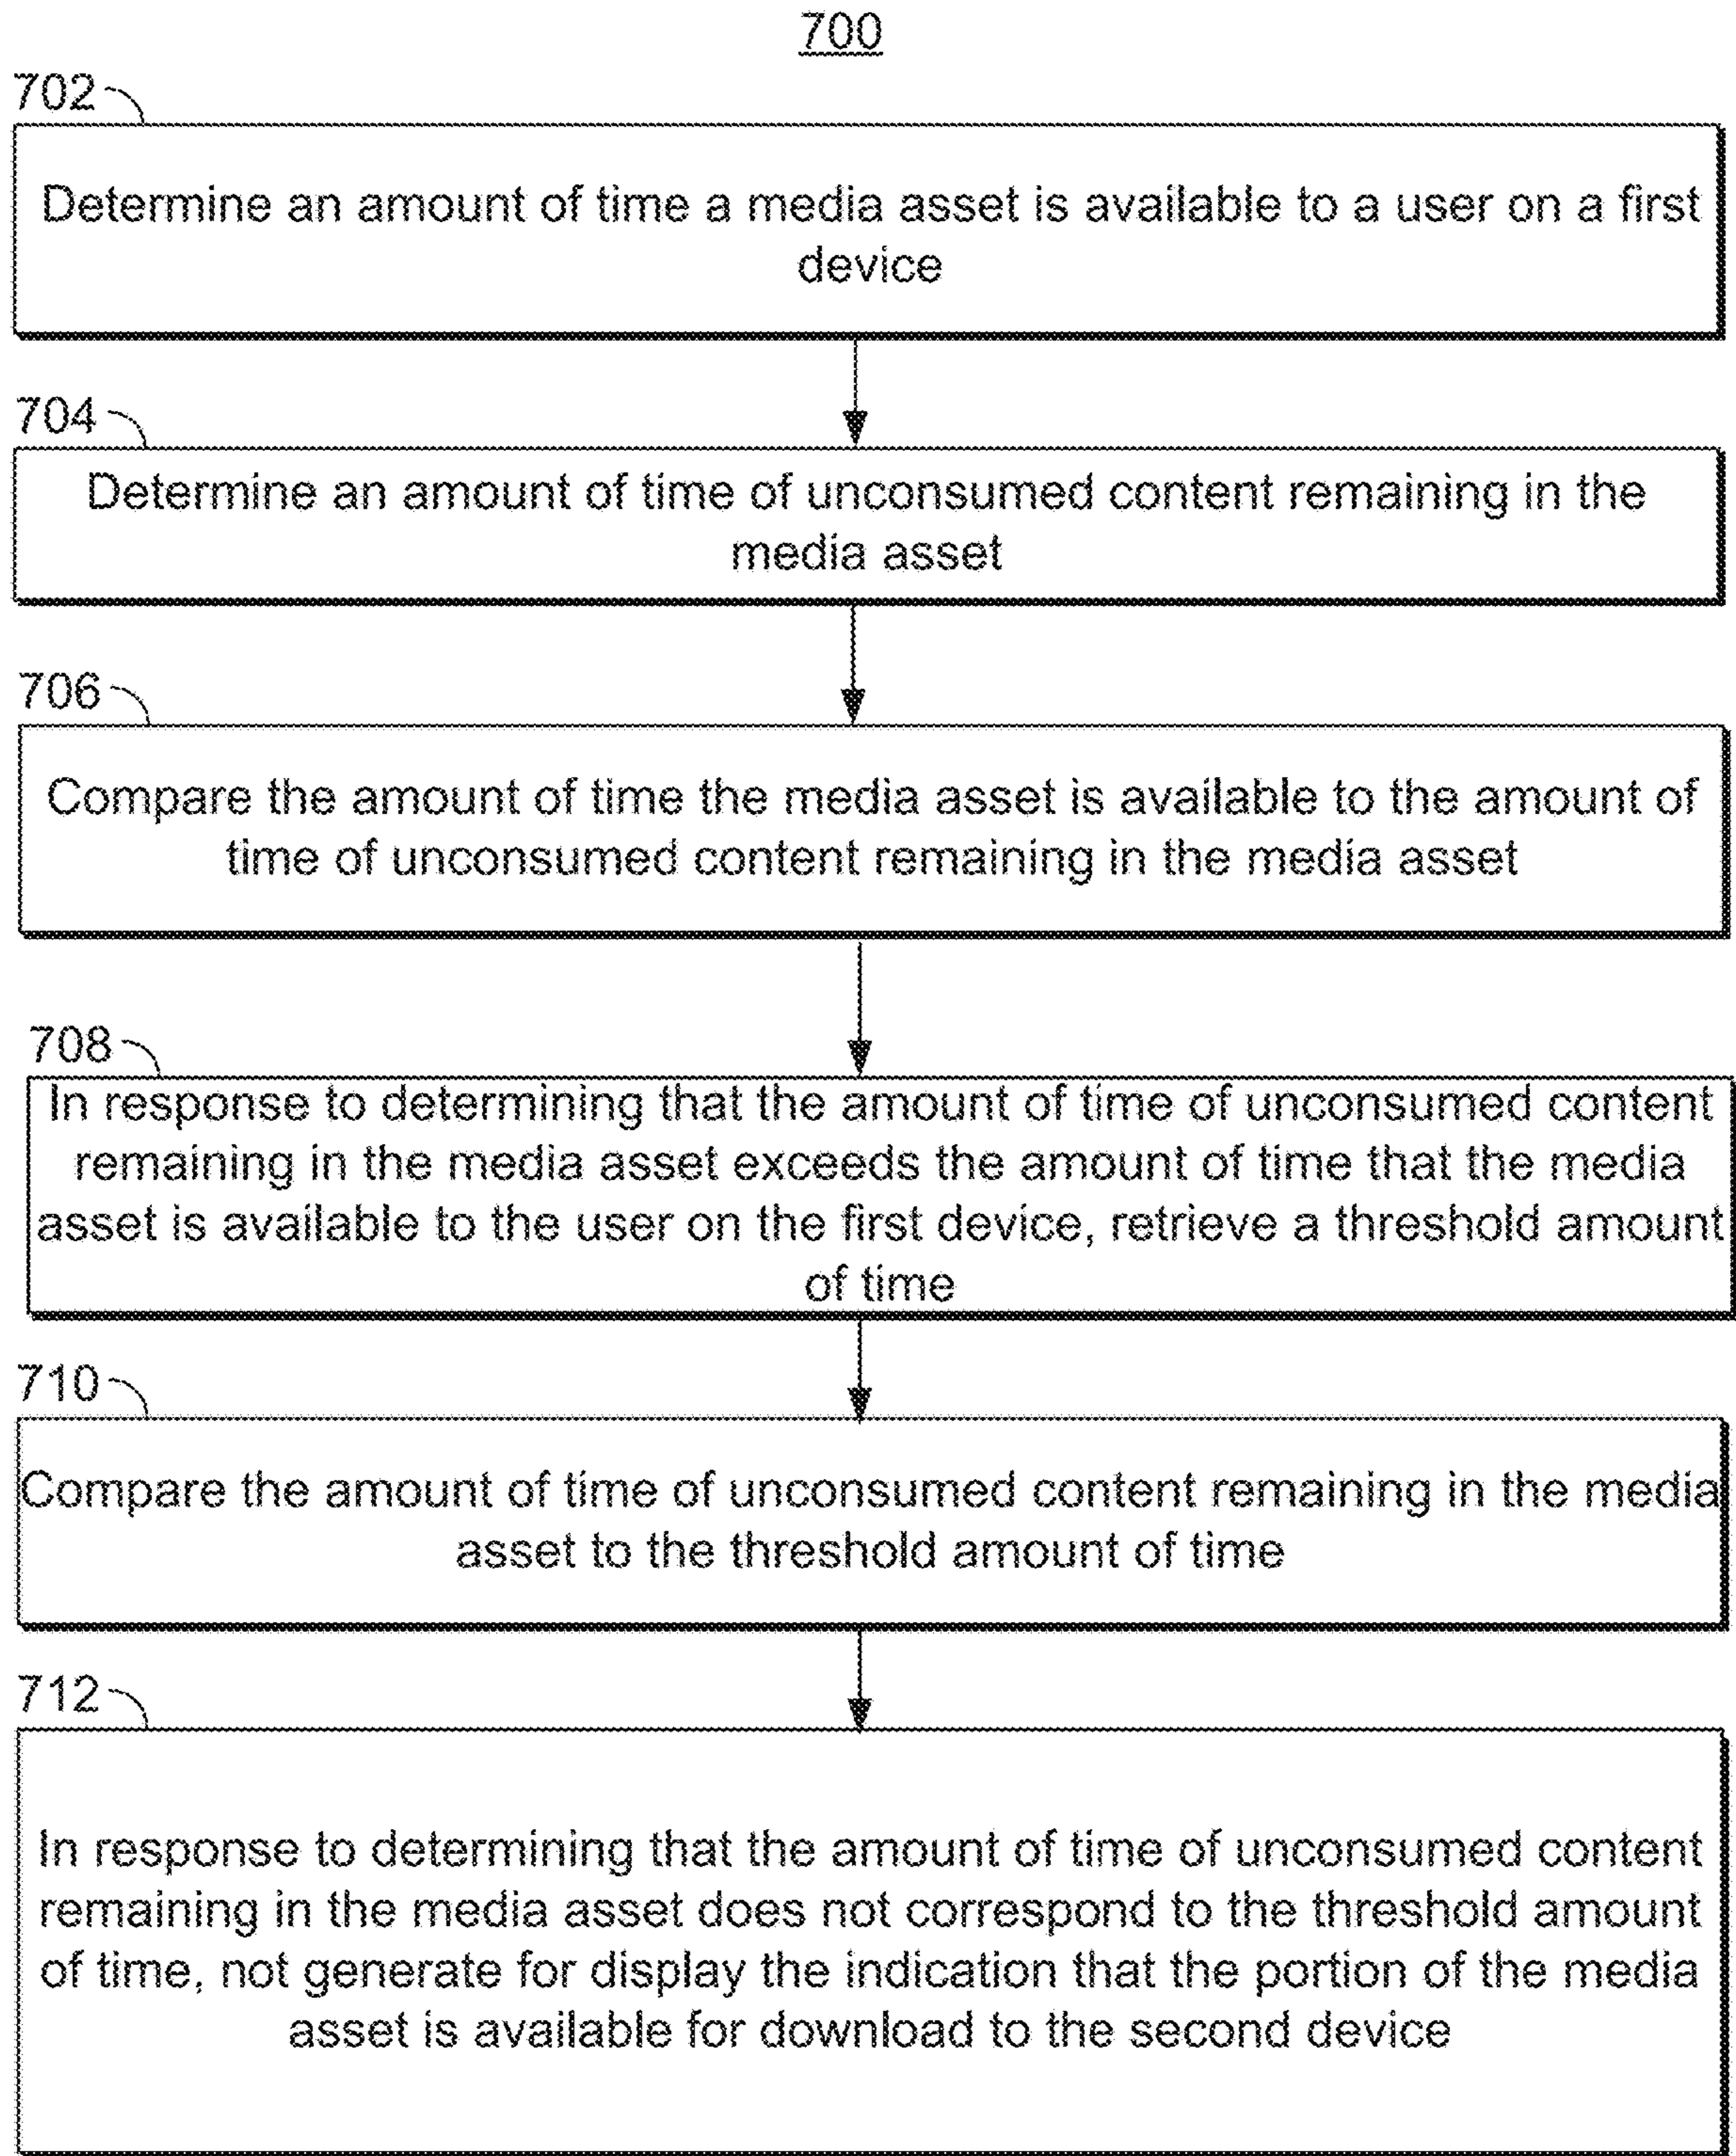 700
702
Determine an amount of time a media asset is available to a user on a first
device
704
Determine an amount of time of unconsumed content remaining in the
media asset
706
Compare the amount of time the media asset is available to the amount of
time of unconsumed content remaining in the media asset
708
In response to determining that the amount of time of unconsumed content
remaining in the media asset exceeds the amount of time that the media
asset is available to the user on the first device, retrieve a threshold amount
of time
710
Compare the amount of time of unconsumed content remaining in the media
asset to the threshold amount of time
712
In response to determining that the amount of time of unconsumed content
remaining in the media asset does not correspond to the threshold amount
of time, not generate for display the indication that the portion of the media
asset is available for download to the second device